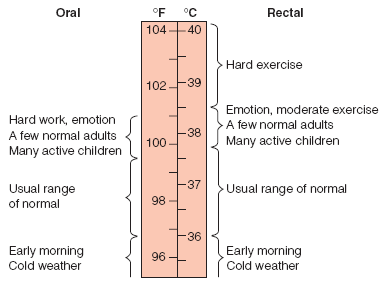 Oral
°F °C
Rectal
104
40
Hard exercise
102
39
Emotion, moderate exercise
A few normal adults
Many active children
Hard work, emotion
A few normal adults
Many active children
100
38
Usual range
of normal
98
37
Usual range of normal
36
Early morning
Cold weather
96
Early morning
Cold weather